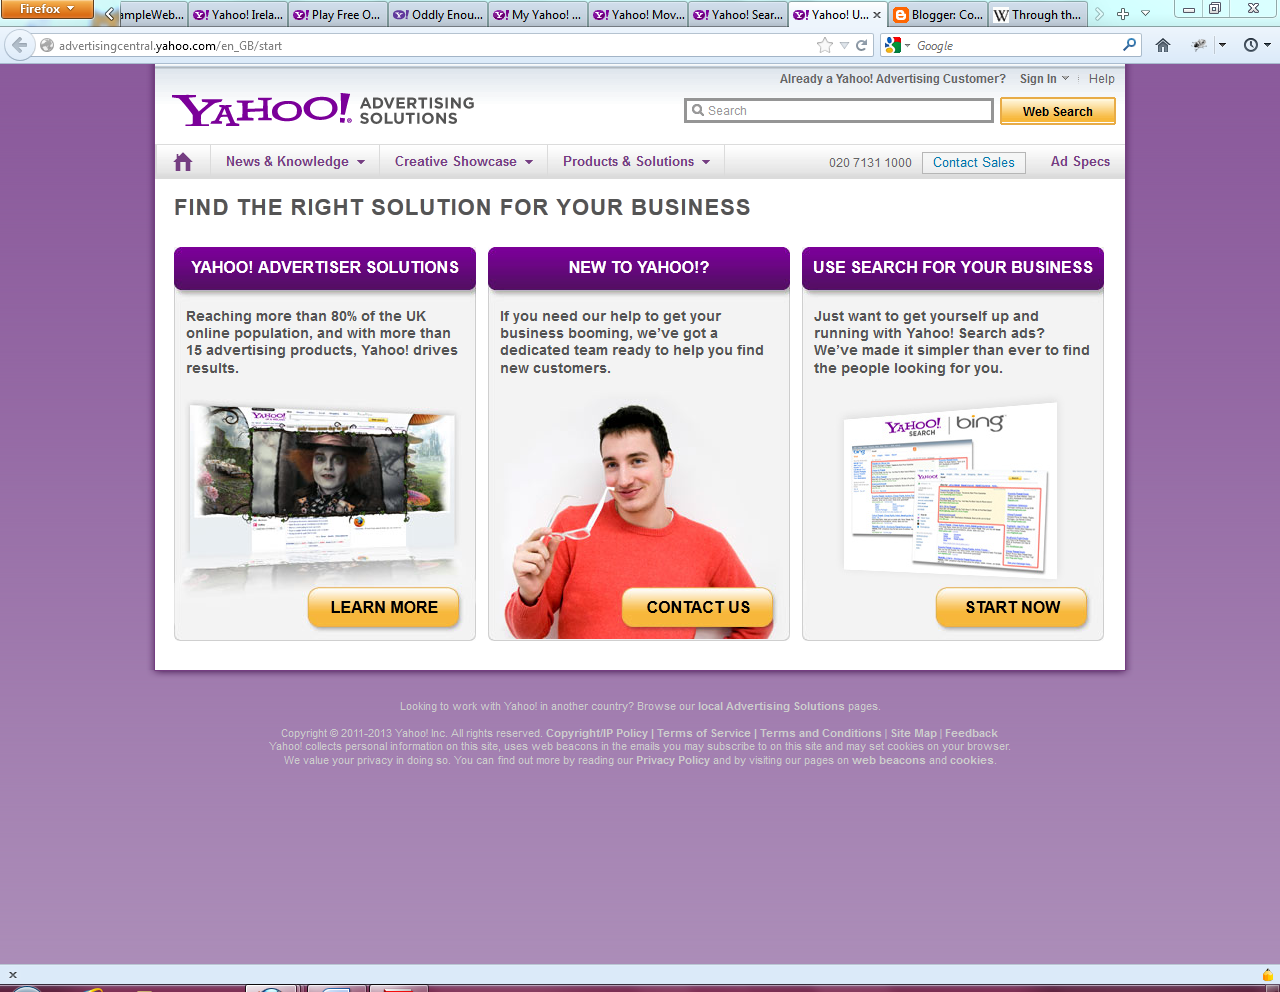 Firefox
ampleWeb...
Yahoo! Irela...
Play Free O...
Oddly Enou...
My Yahoo! ...
Yahoo! Mov...
Yahoo! Sear...
Yahoo! U...
Blogger: Co...
Through th...
advertisingcentral.yahoo.com/en_GB/start
Google
Already a Yahoo! Advertising Customer? Sign In Help
YAHOO! ADVERTISING
SOLUTIONS
Search
Web Search
News & Knowledge
Creative Showcase
Products & Solutions
020 7131 1000
Contact Sales
Ad Specs
FIND THE RIGHT SOLUTION FOR YOUR BUSINESS
YAHOO! ADVERTISER SOLUTIONS
Reaching more than 80% of the UK
online population, and with more than
15 advertising products, Yahoo! drives
results.
YAHOO!
LEARN MORE
NEW TO YAHOO!?
If you need our help to get your
business booming, we've got a
dedicated team ready to help you find
new customers.
CONTACT US
USE SEARCH FOR YOUR BUSINESS
Just want to get yourself up and
running with Yahoo! Search ads?
We've made it simpler than ever to find
the people looking for you.
YAHOO! SEARCH | bing
bing
YAHOO!
START NOW
Looking to work with Yahoo! in another country? Browse our local Advertising Solutions pages.
Copyright © 2011-2013 Yahoo! Inc. All rights reserved. Copyright/IP Policy | Terms of Service | Terms and Conditions | Site Map | Feedback
Yahoo! collects personal information on this site, uses web beacons in the emails you may subscribe to on this site and may set cookies on your browser.
We value your privacy in doing so. You can find out more by reading our Privacy Policy and by visiting our pages on web beacons and cookies.